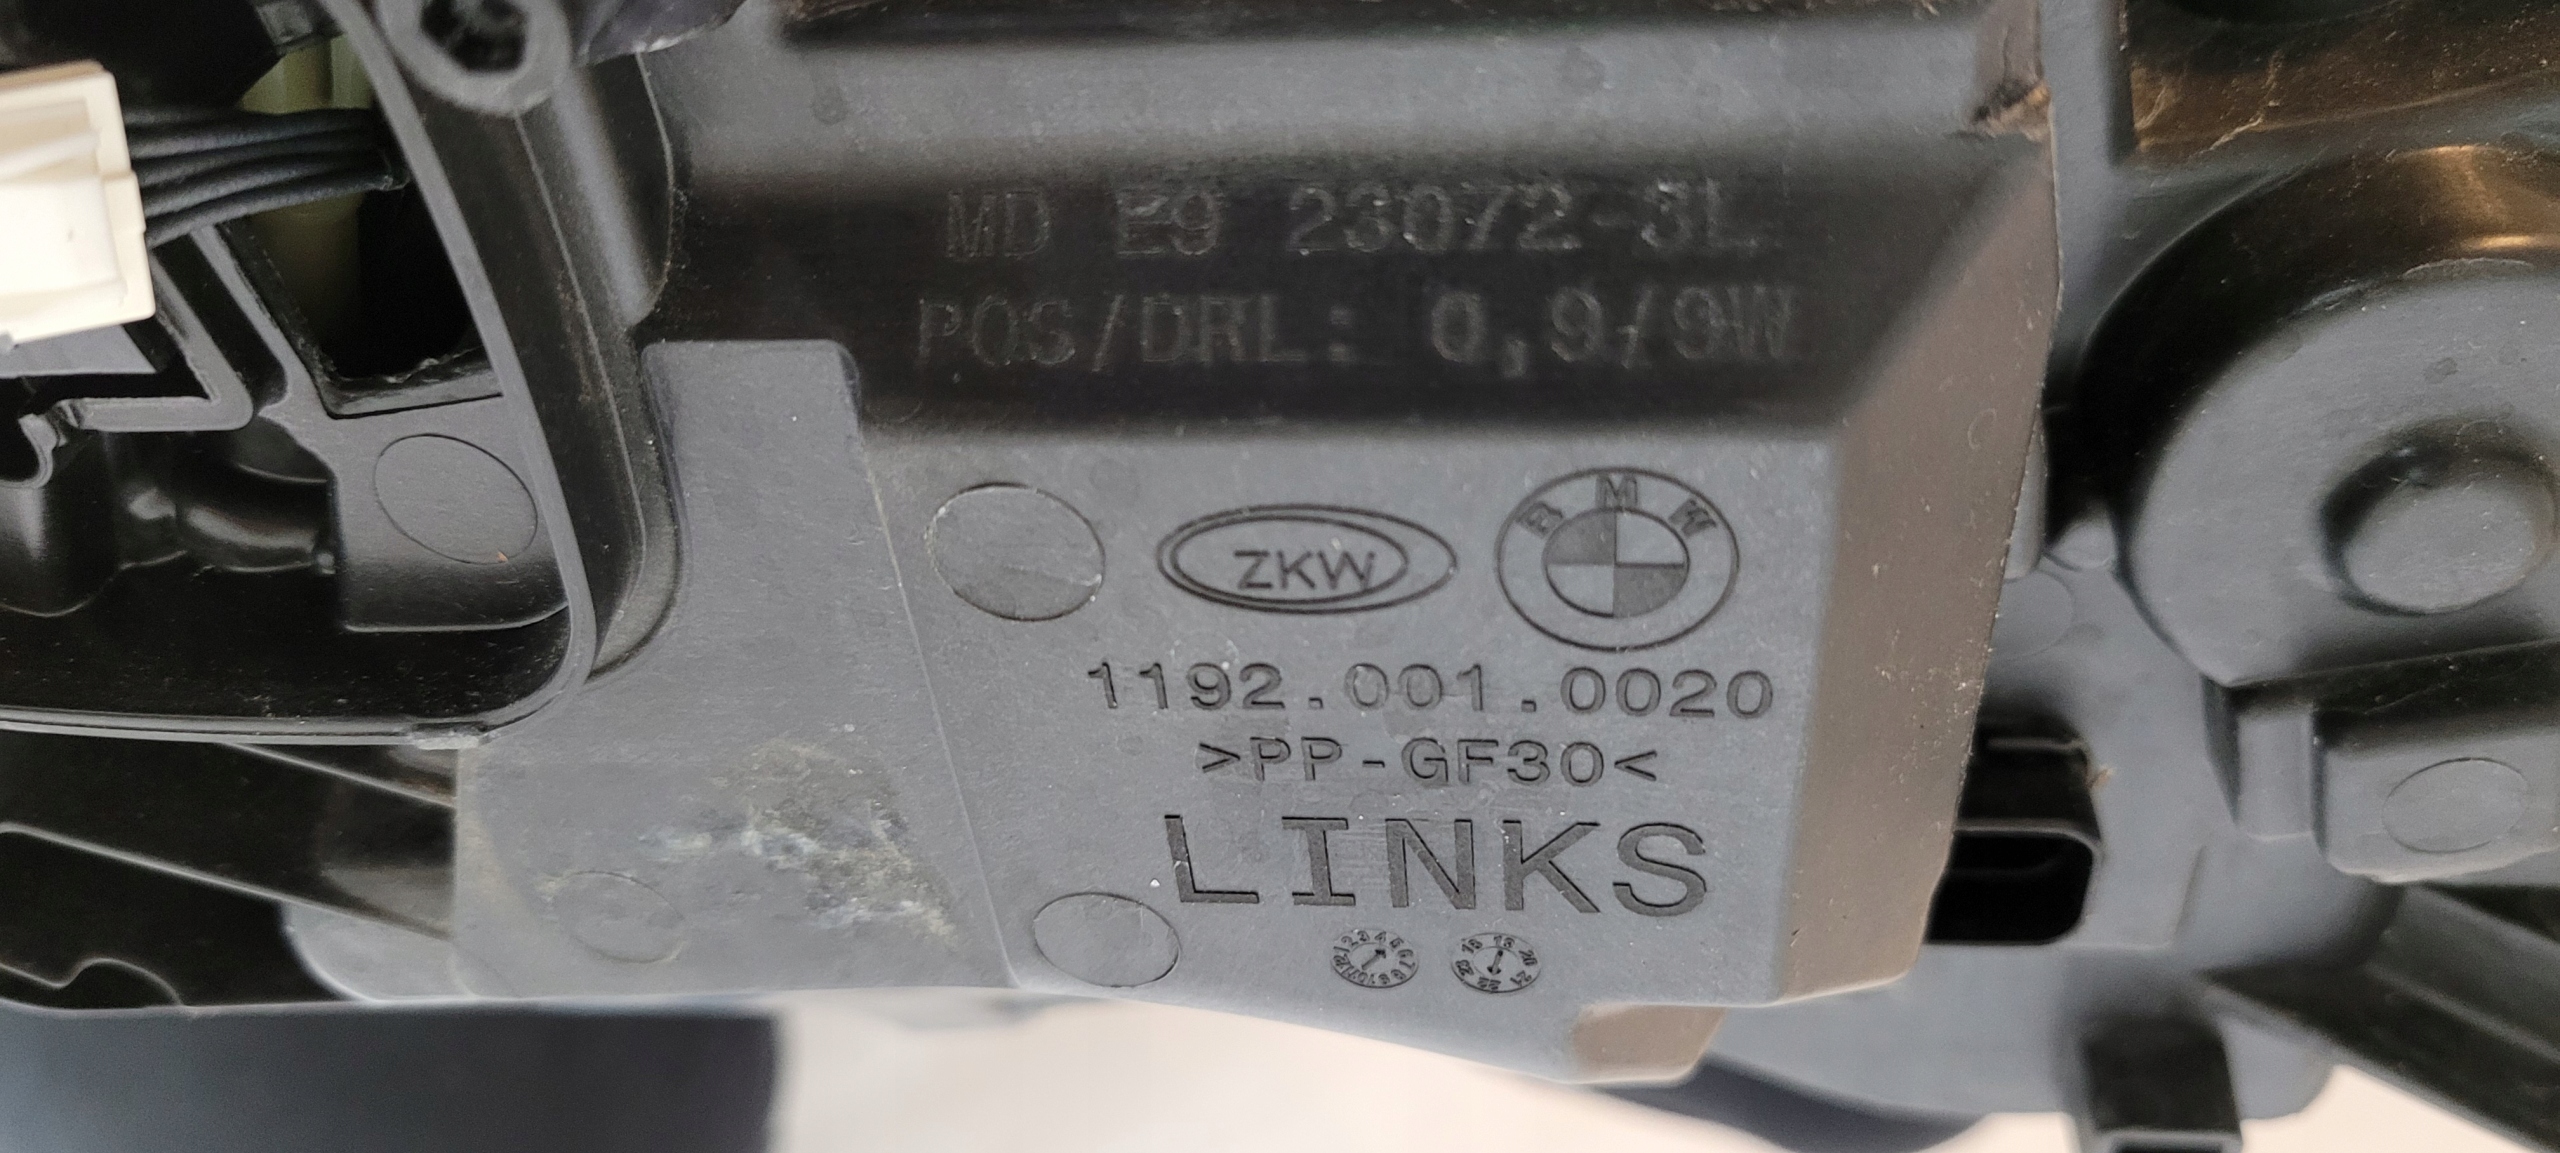 MD E9 23072-3L
POS/DRL: 0,9/9W
ZKW
BMW
1192.001.0020
>PP-GF30<
LINKS